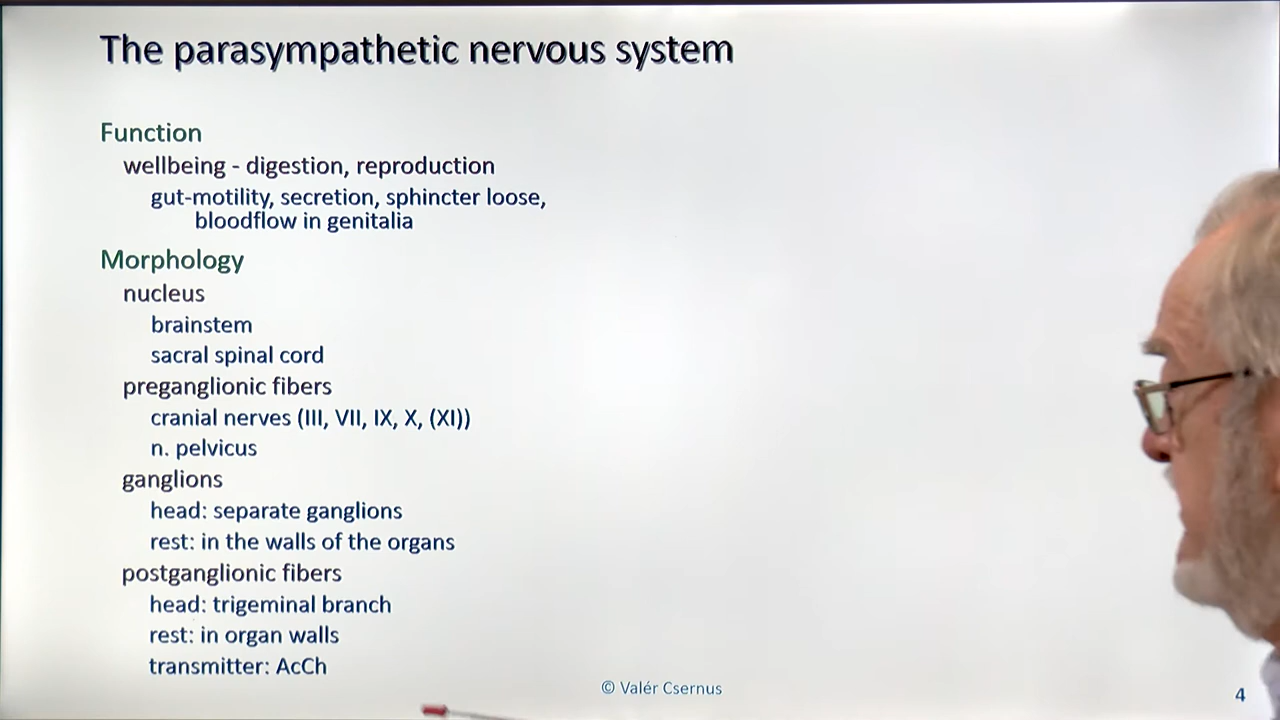 The parasympathetic nervous system
Function
wellbeing - digestion, reproduction
gut-motility, secretion, sphincter loose,
bloodflow in genitalia
Morphology
nucleus
brainstem
sacral spinal cord
preganglionic fibers
cranial nerves (III, VII, IX, X, (XI))
n. pelvicus
ganglions
head: separate ganglions
rest: in the walls of the organs
postganglionic fibers
head: trigeminal branch
rest: in organ walls
transmitter: AcCh
© Valér Csernus
4